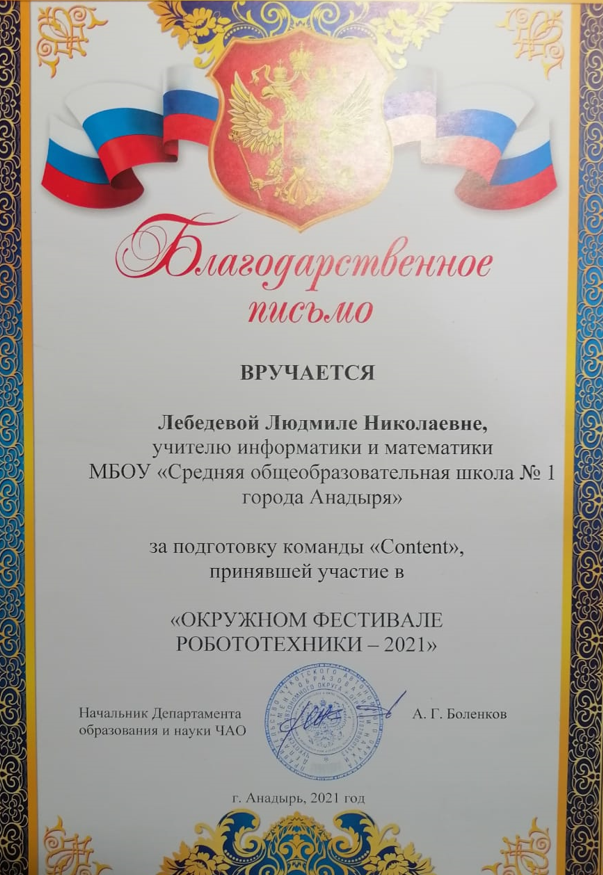 Благодарственное
письмо
ВРУЧАЕТСЯ
Лебедевой Людмиле Николаевне,
учителю информатики и математики
МБОУ «Средняя общеобразовательная школа № 1
города Анадыря»
за подготовку команды «Content»,
принявшей участие в
«ОКРУЖНОМ ФЕСТИВАЛЕ
РОБОТОТЕХНИКИ – 2021»
Начальник Департамента
образования и науки ЧАО
А. Г. Боленков
г. Анадырь, 2021 год